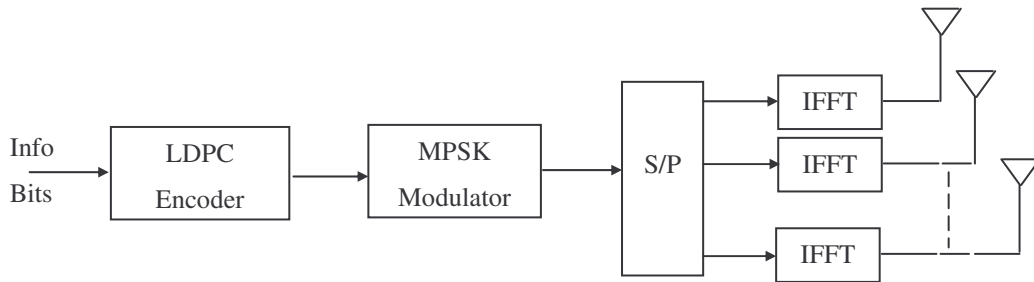 Info
Bits
LDPC
Encoder
MPSK
Modulator
S/P
IFFT
IFFT
IFFT